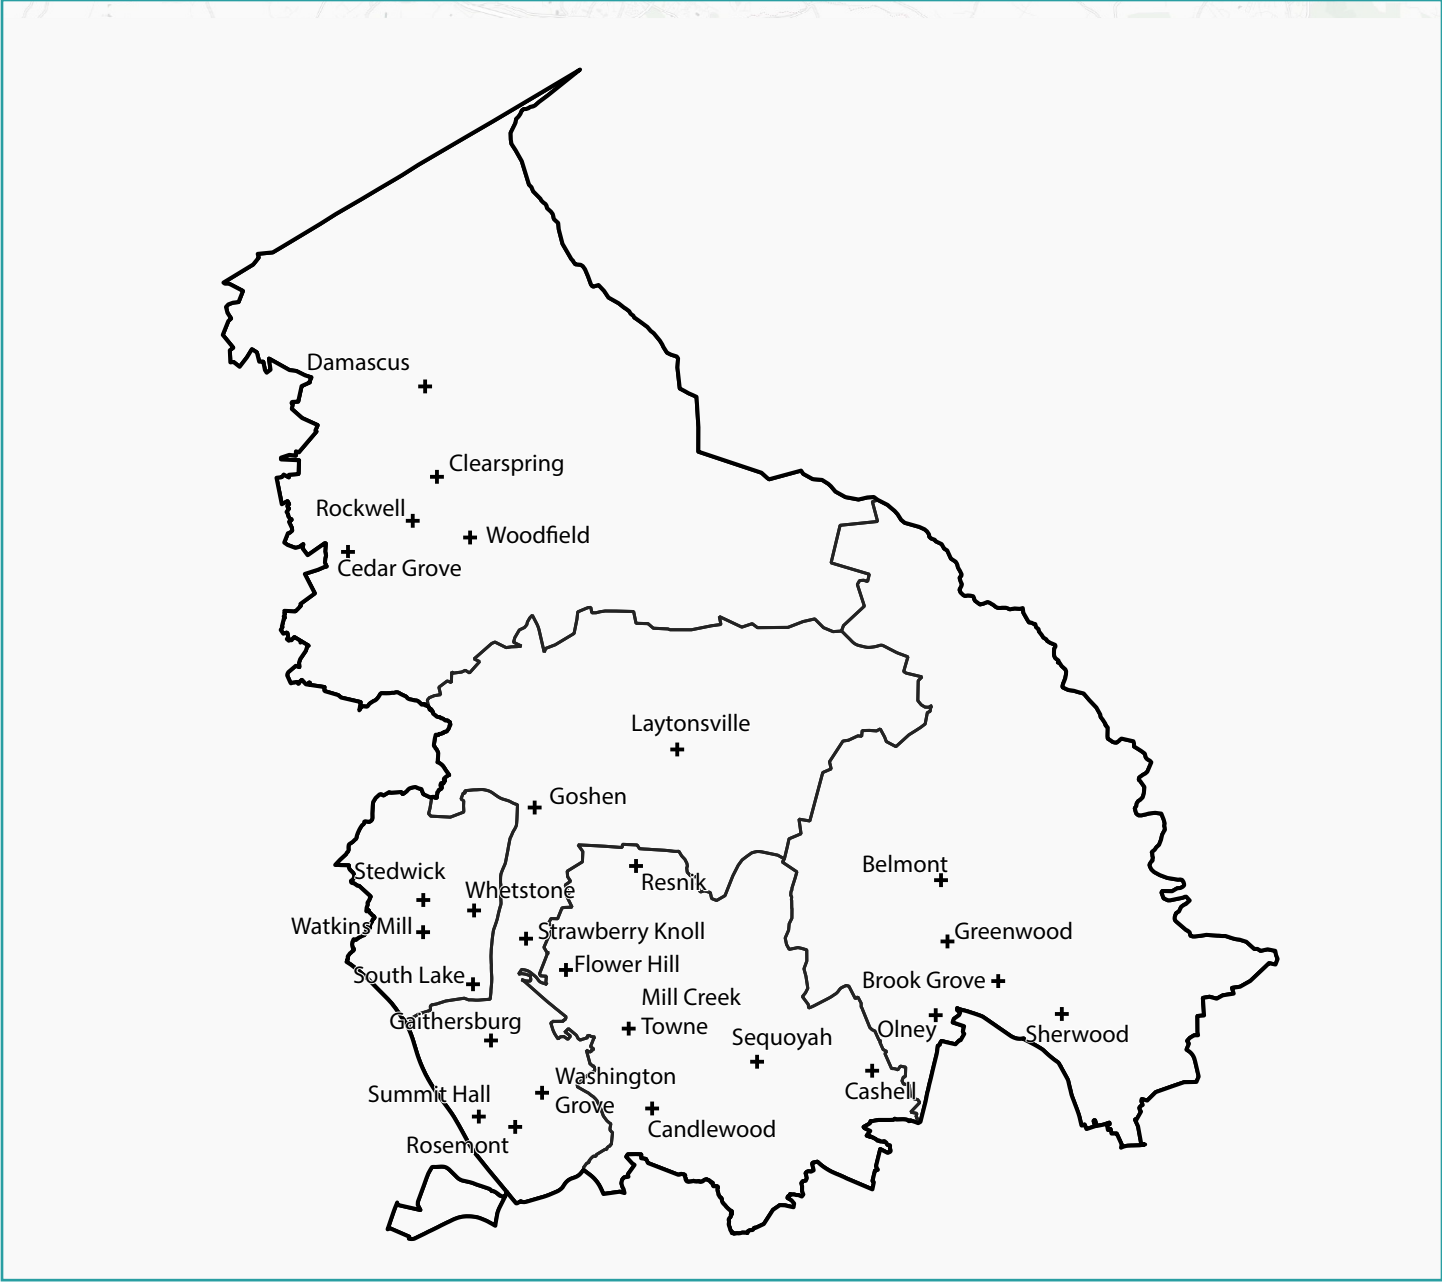 Damascus
Clearspring
Rockwell
Woodfield
Cedar Grove
Laytonsville
Goshen
Stedwick
Belmont
Resnik
Whetstone
Watkins Mill
Strawberry Knoll
Greenwood
Flower Hill
South Lake
Brook Grove
Mill Creek
Towne
Gaithersburg
Olney
Sherwood
Sequoyah
Washington
Grove
Cashell
Summit Hall
Candlewood
Rosemont